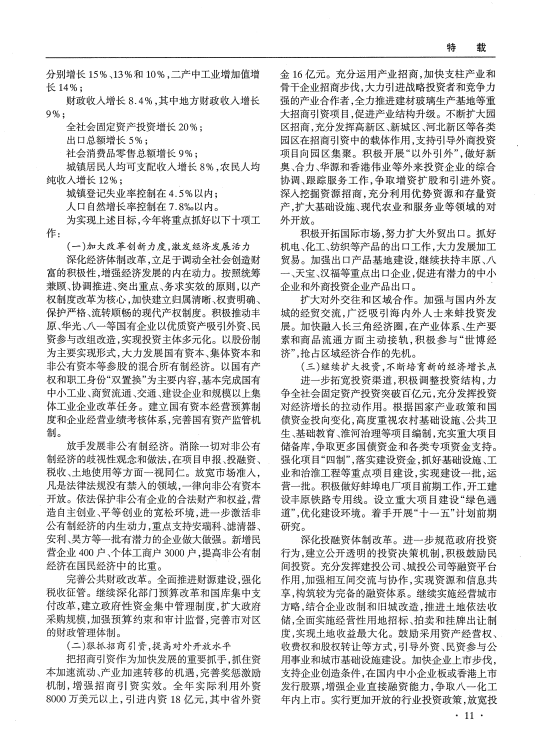 特 载
分别增长 15%、13%和 10%,二产中工业增加值增
长 14%;
财政收入增长 8.4%,其中地方财政收入增长
9%;
全社会固定资产投资增长 20%;
出口总额增长 5%;
社会消费品零售总额增长 9%;
城镇居民人均可支配收入增长 8%,农民人均
纯收入增长 12%;
城镇登记失业率控制在 4.5%以内;
人口自然增长率控制在 7.8‰以内。
为实现上述目标,今年将重点抓好以下十项工
作:
(一)加大改革创新力度,激发经济发展活力
深化经济体制改革,立足于调动全社会创造财
富的积极性,增强经济发展的内在动力。按照统筹
兼顾、协调推进、突出重点、务求实效的原则,以产
权制度改革为核心,加快建立归属清晰、权责明确、
保护严格、流转顺畅的现代产权制度。积极推动丰
原、华光、八一等国有企业以优质资产吸引外资、民
资参与改组改造,实现投资主体多元化。以股份制
为主要实现形式,大力发展国有资本、集体资本和
非公有资本等参股的混合所有制经济。以国有产
权和职工身份“双置换”为主要内容,基本完成国有
中小工业、商贸流通、交通、建设企业和规模以上集
体工业企业改革任务。建立国有资本经营预算制
度和企业经营业绩考核体系,完善国有资产监管机
制。
放手发展非公有制经济。消除一切对非公有
制经济的歧视性观念和做法,在项目申报、投融资、
税收、土地使用等方面一视同仁。放宽市场准入,
凡是法律法规没有禁入的领域,一律向非公有资本
开放。依法保护非公有企业的合法财产和权益,营
造自主创业、平等创业的宽松环境,进一步激活非
公有制经济的内生动力,重点支持安瑞科、滤清器、
安利、昊方等一批有潜力的企业做大做强。新增民
营企业 400 户、个体工商户 3000 户,提高非公有制
经济在国民经济中的比重。
完善公共财政改革。全面推进财源建设,强化
税收征管。继续深化部门预算改革和国库集中支
付改革,建立政府性资金集中管理制度,扩大政府
采购规模,加强预算约束和审计监督,完善市对区
的财政管理体制。
(二)狠抓招商引资,提高对外开放水平
把招商引资作为加快发展的重要抓手,抓住资
本加速流动、产业加速转移的机遇,完善奖惩激励
机制,增强招商引资实效。全年实际利用外资
8000 万美元以上,引进内资 18 亿元,其中省外资
金 16 亿元。充分运用产业招商,加快支柱产业和
骨干企业招商步伐,大力引进战略投资者和竞争力
强的产业合作者,全力推进建材玻璃生产基地等重
大招商引资项目,促进产业结构升级。不断扩大园
区招商,充分发挥高新区、新城区、河北新区等各类
园区在招商引资中的载体作用,支持引导外商投资
项目向园区集聚。积极开展“以外引外”,做好新
奥、合力、华源和香港伟业等外来投资企业的综合
协调、跟踪服务工作,争取增资扩股和引进外资。
深入挖掘资源招商,充分利用优势资源和存量资
产,扩大基础设施、现代农业和服务业等领域的对
外开放。
积极开拓国际市场,努力扩大外贸出口。抓好
机电、化工、纺织等产品的出口工作,大力发展加工
贸易。加强出口产品基地建设,继续扶持丰原、八
一、天宝、汉福等重点出口企业,促进有潜力的中小
企业和外商投资企业产品出口。
扩大对外交往和区域合作。加强与国内外友
城的经贸交流,广泛吸引海内外人士来蚌投资发
展。加快融入长三角经济圈,在产业体系、生产要
素和商品流通方面主动接轨,积极参与“世博经
济”,抢占区域经济合作的先机。
(三)继续扩大投资,不断培育新的经济增长点
进一步拓宽投资渠道,积极调整投资结构,力
争全社会固定资产投资突破百亿元,充分发挥投资
对经济增长的拉动作用。根据国家产业政策和国
债资金投向变化,高度重视农村基础设施、公共卫
生、基础教育、淮河治理等项目编制,充实重大项目
储备库,争取更多国债资金和各类专项资金支持。
强化项目“四制”,落实建设资金,抓好基础设施、工
业和治淮工程等重点项目建设,实现建设一批,运
营一批。积极做好蚌埠电厂项目前期工作,开工建
设丰原铁路专用线。设立重大项目建设“绿色通
道”,优化建设环境。着手开展“十一五”计划前期
研究。
深化投融资体制改革。进一步规范政府投资
行为,建立公开透明的投资决策机制,积极鼓励民
间投资。充分发挥建投公司、城投公司等融资平台
作用,加强相互间交流与协作,实现资源和信息共
享,构筑较为完备的融资体系。继续实施经营城市
方略,结合企业改制和旧城改造,推进土地依法收
储,全面实施经营性用地招标、拍卖和挂牌出让制
度,实现土地收益最大化。鼓励采用资产经营权、
收费权和股权转让等方式,引导外资、民资参与公
用事业和城市基础设施建设。加快企业上市步伐,
支持企业创造条件,在国内中小企业板或香港上市
发行股票,增强企业直接融资能力,争取八一化工
年内上市。实行更加开放的行业投资政策,放宽投
· 11 ·